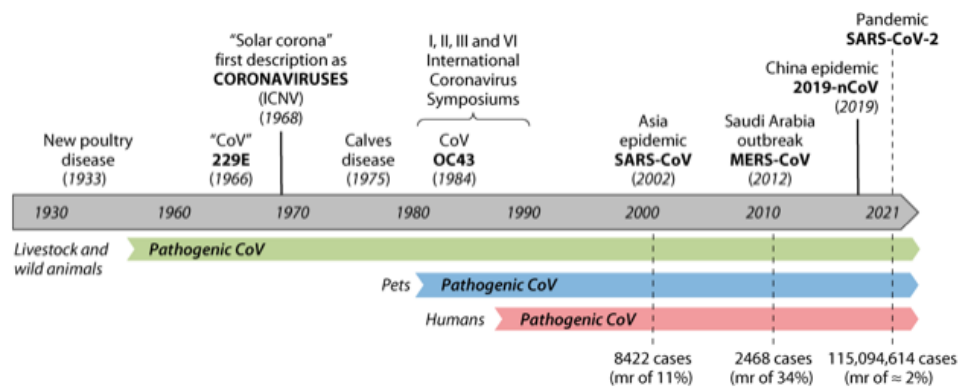 Pandemic
SARS-CoV-2
“Solar corona”
first description as
CORONAVIRUSES
(ICNV)
(1968)
I, II, III and VI
International
Coronavirus
Symposiums
China epidemic
2019-nCoV
(2019)
New poultry
disease
(1933)
“CoV”
229E
(1966)
Calves
disease
(1975)
CoV
OC43
(1984)
Asia
epidemic
SARS-CoV
(2002)
Saudi Arabia
outbreak
MERS-CoV
(2012)
1930 1960 1970 1980 1990 2000 2010 2021
Livestock and
wild animals
Pathogenic CoV
Pets Pathogenic CoV
Humans Pathogenic CoV
8422 cases
(mr of 11%)
2468 cases
(mr of 34%)
115,094,614 cases
(mr of ≈ 2%)